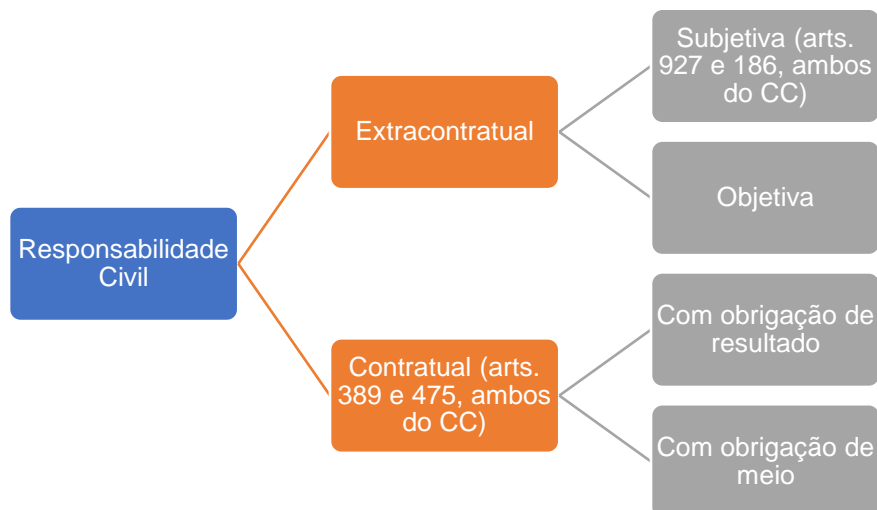 Responsabilidade
Civil
Extracontratual
Subjetiva (arts.
927 e 186, ambos
do CC)
Objetiva
Contratual (arts.
389 e 475, ambos
do CC)
Com obrigação de
resultado
Com obrigação de
meio